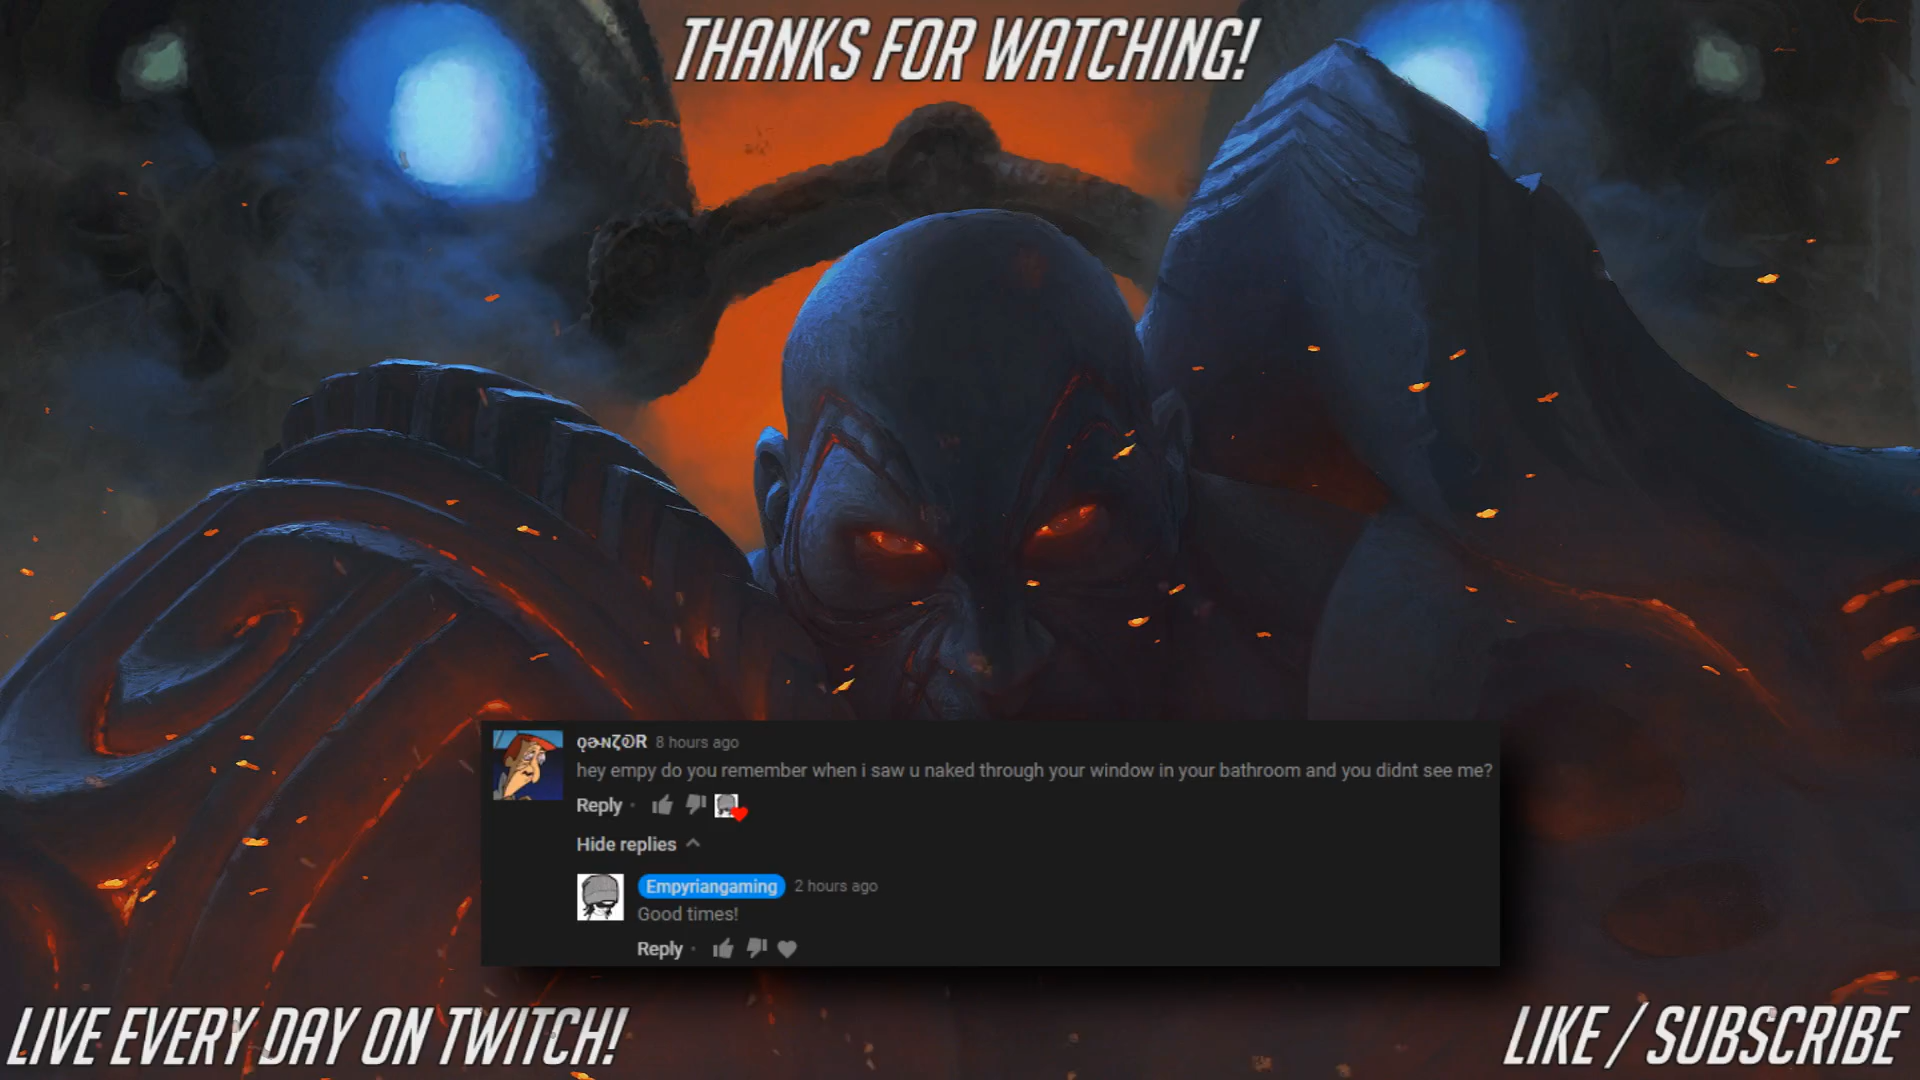 THANKS FOR WATCHING!
8 hours ago
hey empy do you remember when i saw u naked through your window in your bathroom and you didnt see me?
Reply
Hide replies
Empyriangaming 2 hours ago
Good times!
Reply
LIVE EVERY DAY ON TWITCH!
LIKE / SUBSCRIBE